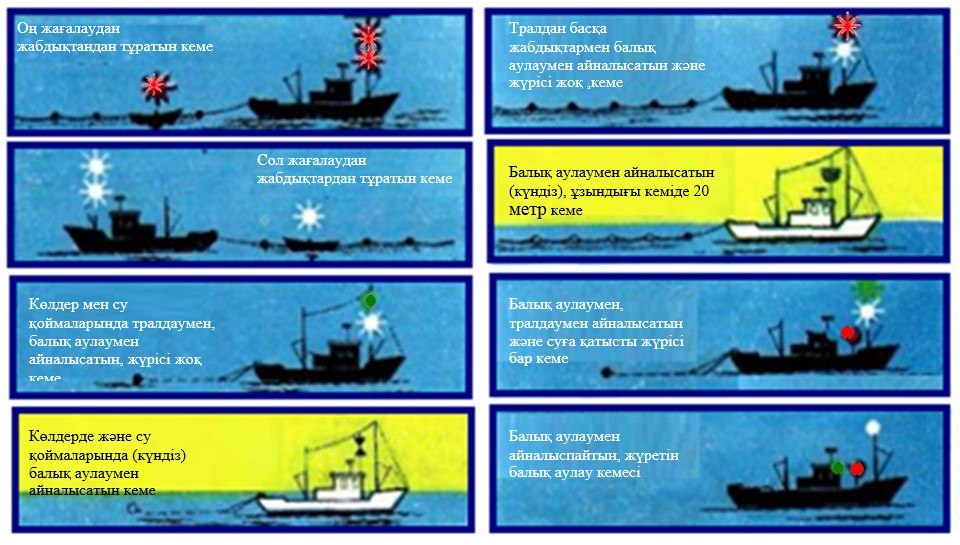 Оң жағалаудан
жабдықтандан тұратын кеме
Тралдан басқа
жабдықтармен балық
аулаумен айналысатын және
жүрісі жоқ ,кеме
Сол жағалаудан
жабдықтардан тұратын кеме
Балық аулаумен айналысатын
(күндіз), ұзындығы кеміде 20
метр кеме
Көлдер мен су
қоймаларында тралдаумен,
балық аулаумен
айналысатын, жүрісі жоқ
кеме
Балық аулаумен,
тралдаумен айналысатын
және суға қатысты жүрісі
бар кеме
Көлдерде және су
қоймаларында (күндіз)
балық аулаумен
айналысатын кеме
Балық аулаумен
айналыспайтын, жүретін
балық аулау кемесі